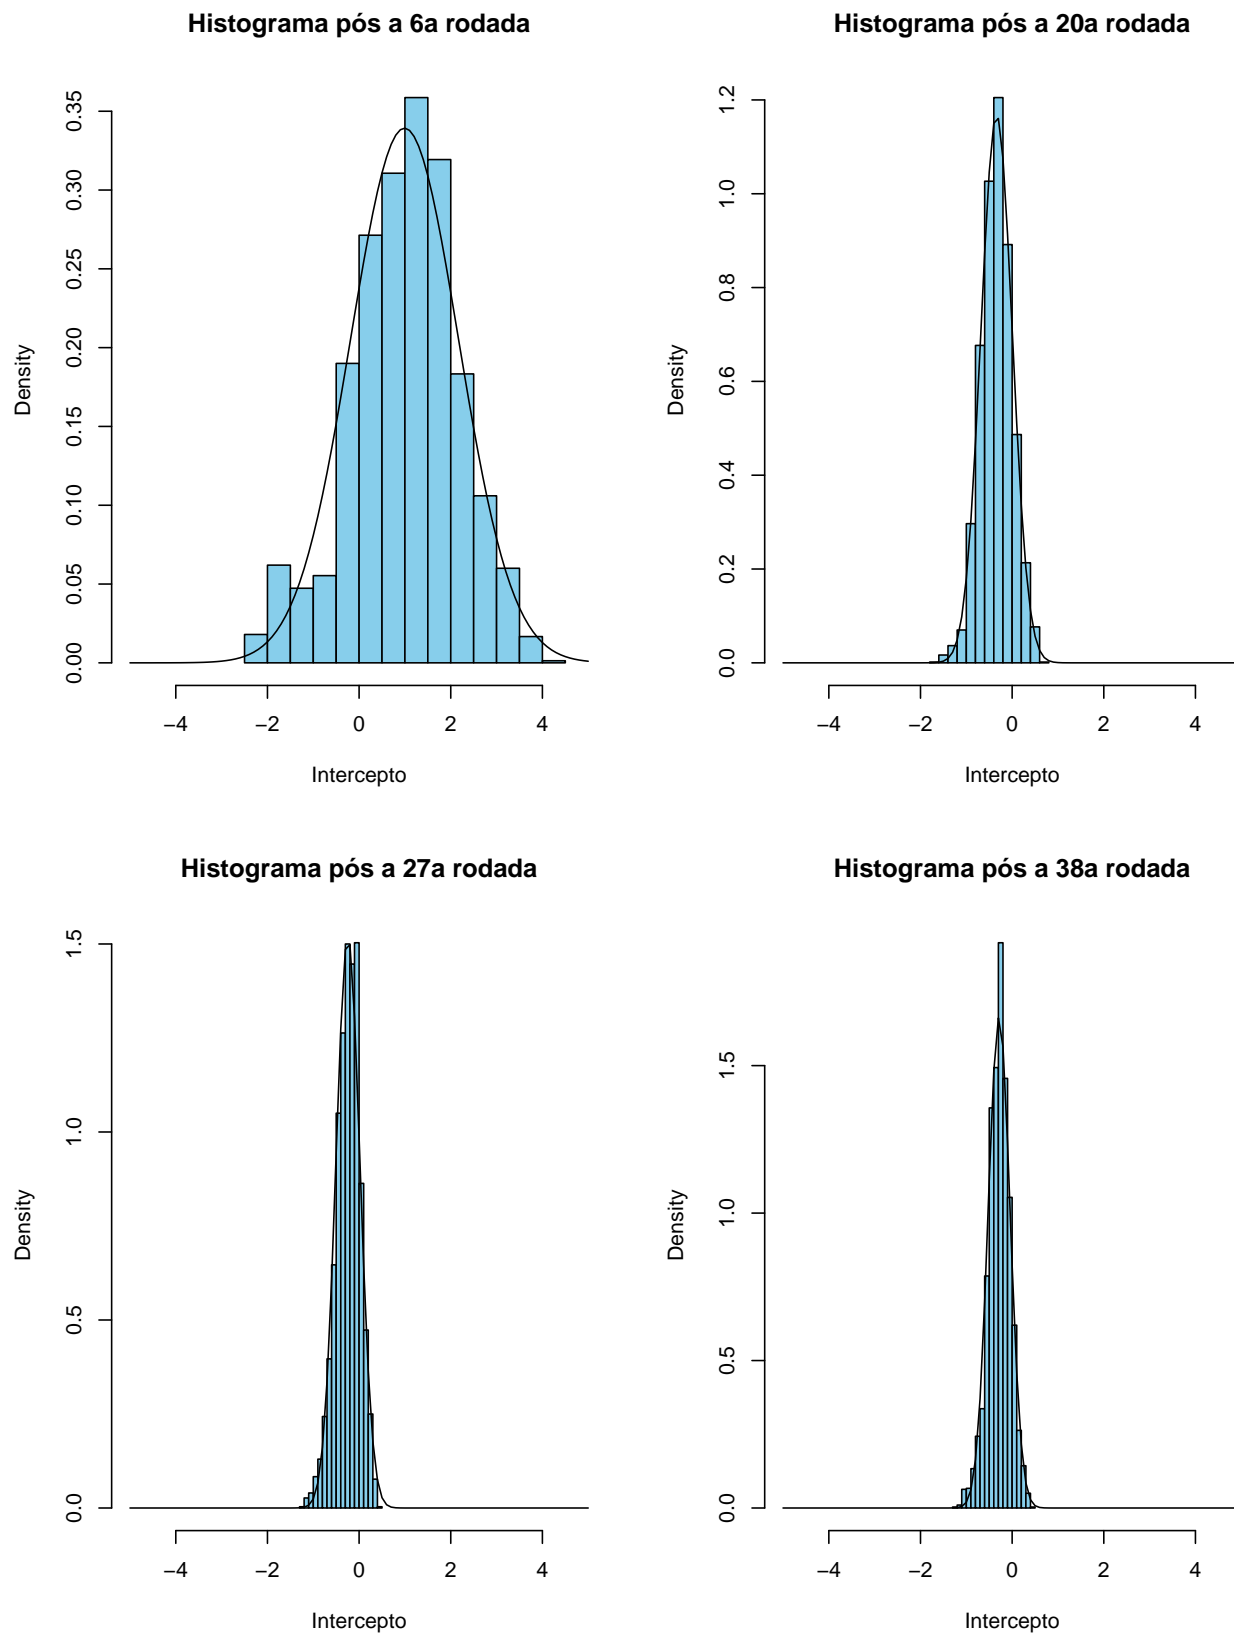 Histograma pós a 6a rodada
Density
0.00 0.05 0.10 0.15 0.20 0.25 0.30 0.35
−4 −2 0 2 4
Intercepto
Histograma pós a 20a rodada
Density
0.0 0.2 0.4 0.6 0.8 1.0 1.2
−4 −2 0 2 4
Intercepto
Histograma pós a 27a rodada
Density
0.0 0.5 1.0 1.5
−4 −2 0 2 4
Intercepto
Histograma pós a 38a rodada
Density
0.0 0.5 1.0 1.5
−4 −2 0 2 4
Intercepto